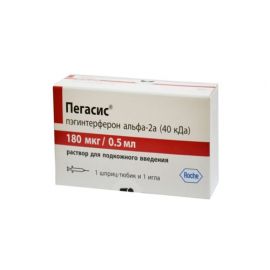 Пегасис®
пэгинтерферон альфа-2а (40 кДа)
180 мкг / 0.5 мл
раствор для подкожного введения
1 шприц-тюбик и 1 игла
Roche